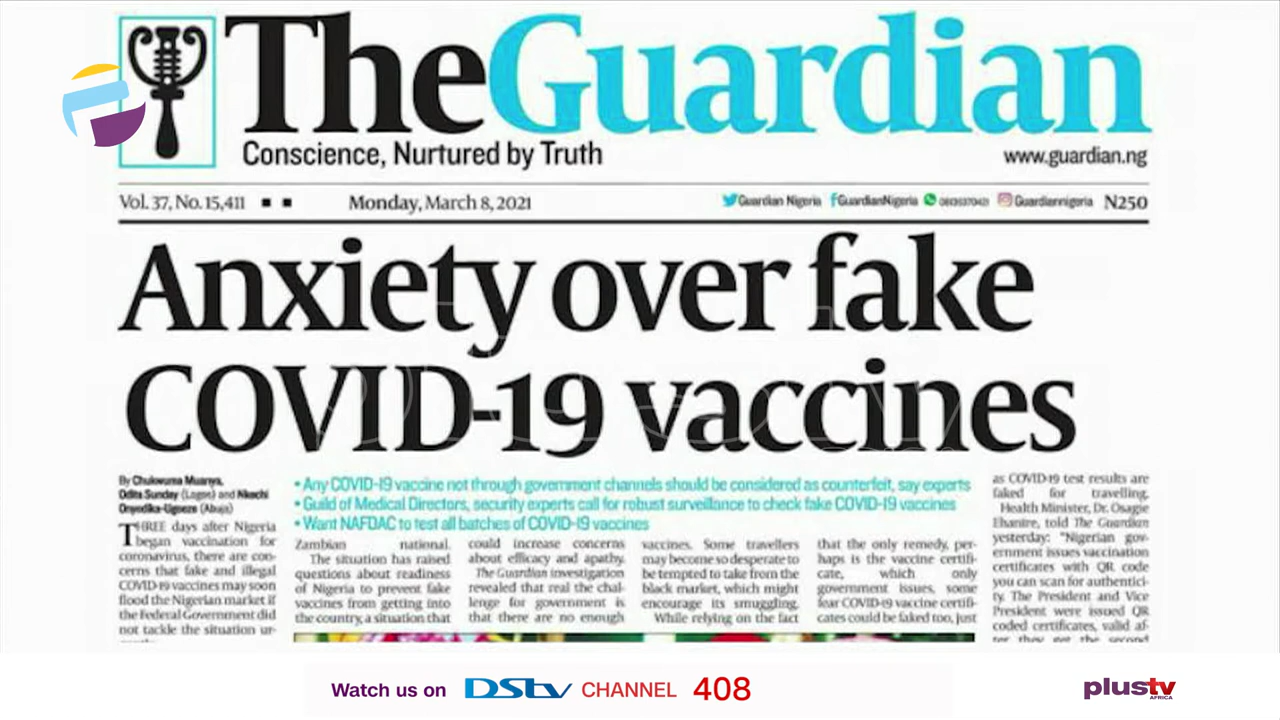 TheGuardian
Conscience, Nurtured by Truth
www.guardian.ng
Vol. 37, No. 15,411
Monday, March 8, 2021
Guardian Nigeria
GuardianNigeria
Guardiannigeria
N250
Anxiety over fake
COVID-19 vaccines
By Chukwuma Muanya,
Odita Sunday (Lagos) and Nkechi
Onyedika-Ugoeze (Abuja)
• Any COVID-19 vaccine not through government channels should be considered as counterfeit, say experts
• Guild of Medical Directors, security experts call for robust surveillance to check fake COVID-19 vaccines
• Want NAFDAC to test all batches of COVID-19 vaccines
THREE days after Nigeria
began vaccination for
coronavirus, there are con-
cerns that fake and illegal
COVID-19 vaccines may soon
flood the Nigerian market if
the Federal Government did
not tackle the situation ur-
Zambian national.
The situation has raised
questions about readiness
of Nigeria to prevent fake
vaccines from getting into
the country, a situation that
could increase concerns
about efficacy and apathy.
The Guardian investigation
revealed that real the chal-
lenge for government is
that there are no enough
vaccines. Some travellers
may become so desperate to
be tempted to take from the
black market, which might
encourage its smuggling.
While relying on the fact
that the only remedy, per-
haps is the vaccine certifi-
cate, which only
government issues, some
fear COVID-19 vaccine certifi-
cates could be faked too, just
as COVID-19 test results are
faked for travelling.
Health Minister, Dr. Osagie
Ehanire, told The Guardian
yesterday: "Nigerian gov-
ernment issues vaccination
certificates with QR code
you can scan for authentici-
ty. The President and Vice
President were issued QR
coded certificates, valid af-
ter they get the second
Watch us on DStv CHANNEL 408
plustv
AFRICA